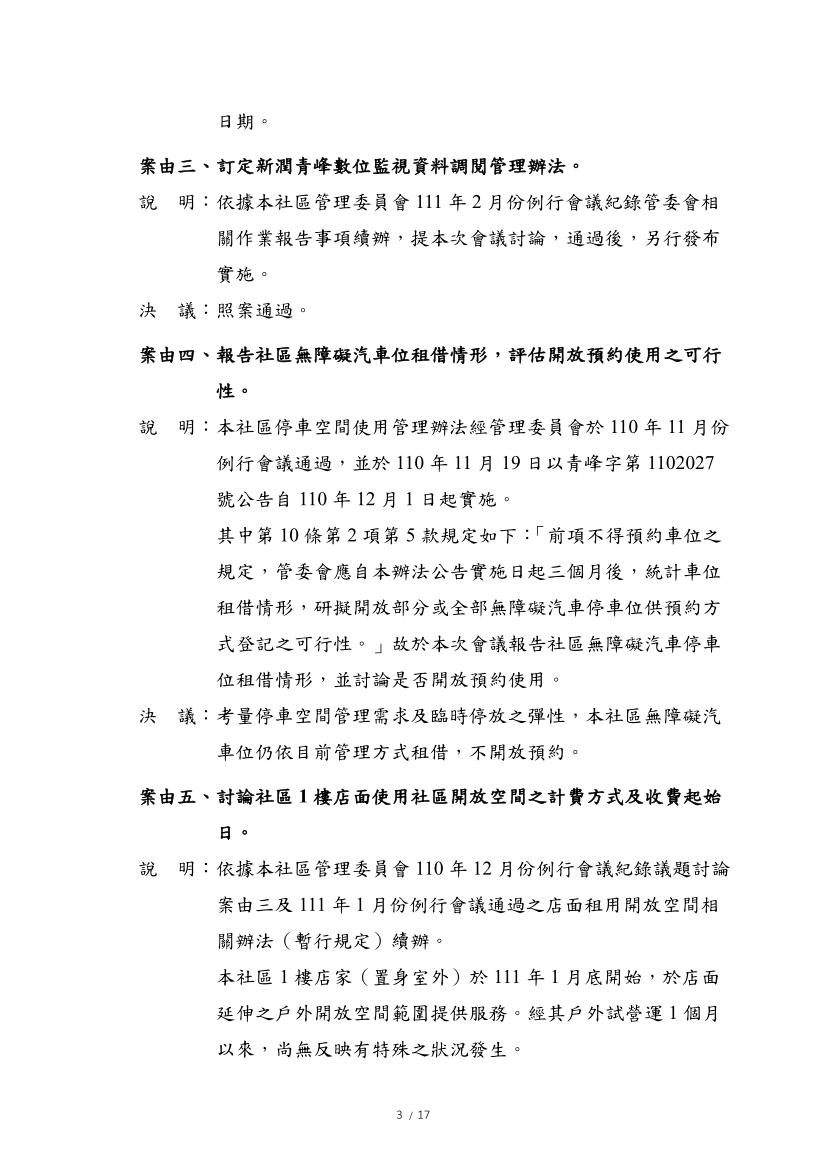 日期。
案由三、訂定新潤青峰數位監視資料調閱管理辦法。
說　明：依據本社區管理委員會 111 年 2 月份例行會議紀錄管委會相
關作業報告事項續辦，提本次會議討論，通過後，另行發布
實施。
決　議：照案通過。
案由四、報告社區無障礙汽車位租借情形，評估開放預約使用之可行
性。
說　明：本社區停車空間使用管理辦法經管理委員會於 110 年 11 月份
例行會議通過，並於 110 年 11 月 19 日以青峰字第 1102027
號公告自 110 年 12 月 1 日起實施。
其中第 10 條第 2 項第 5 款規定如下：「前項不得預約車位之
規定，管委會應自本辦法公告實施日起三個月後，統計車位
租借情形，研擬開放部分或全部無障礙汽車停車位供預約方
式登記之可行性。」故於本次會議報告社區無障礙汽車停車
位租借情形，並討論是否開放預約使用。
決　議：考量停車空間管理需求及臨時停放之彈性，本社區無障礙汽
車位仍依目前管理方式租借，不開放預約。
案由五、討論社區 1 樓店面使用社區開放空間之計費方式及收費起始
日。
說　明：依據本社區管理委員會 110 年 12 月份例行會議紀錄議題討論
案由三及 111 年 1 月份例行會議通過之店面租用開放空間相
關辦法（暫行規定）續辦。
本社區 1 樓店家（置身室外）於 111 年 1 月底開始，於店面
延伸之戶外開放空間範圍提供服務。經其戶外試營運 1 個月
以來，尚無反映有特殊之狀況發生。
3 / 17